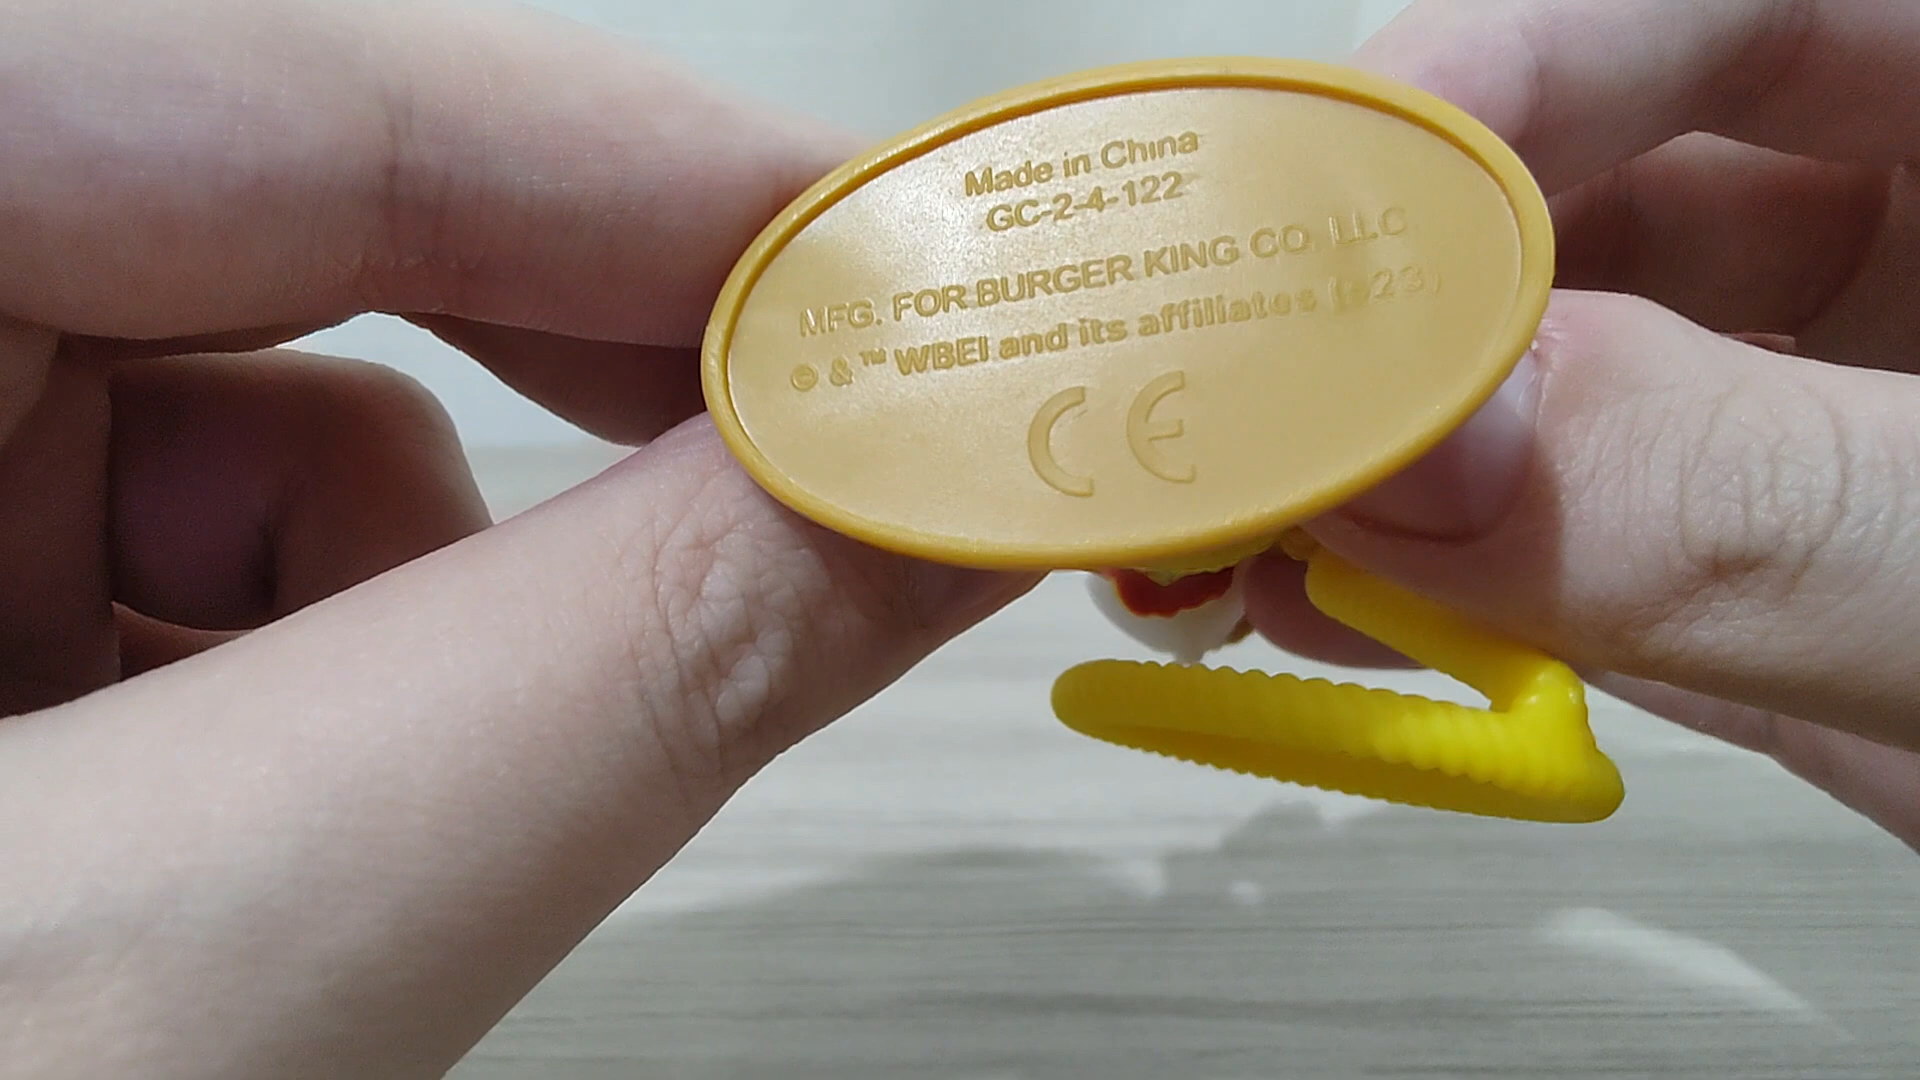 Made in China
GC-2-4-122
MFG. FOR BURGER KING CO. LLC
© & ™ WBEI and its affiliates (s23)
CE